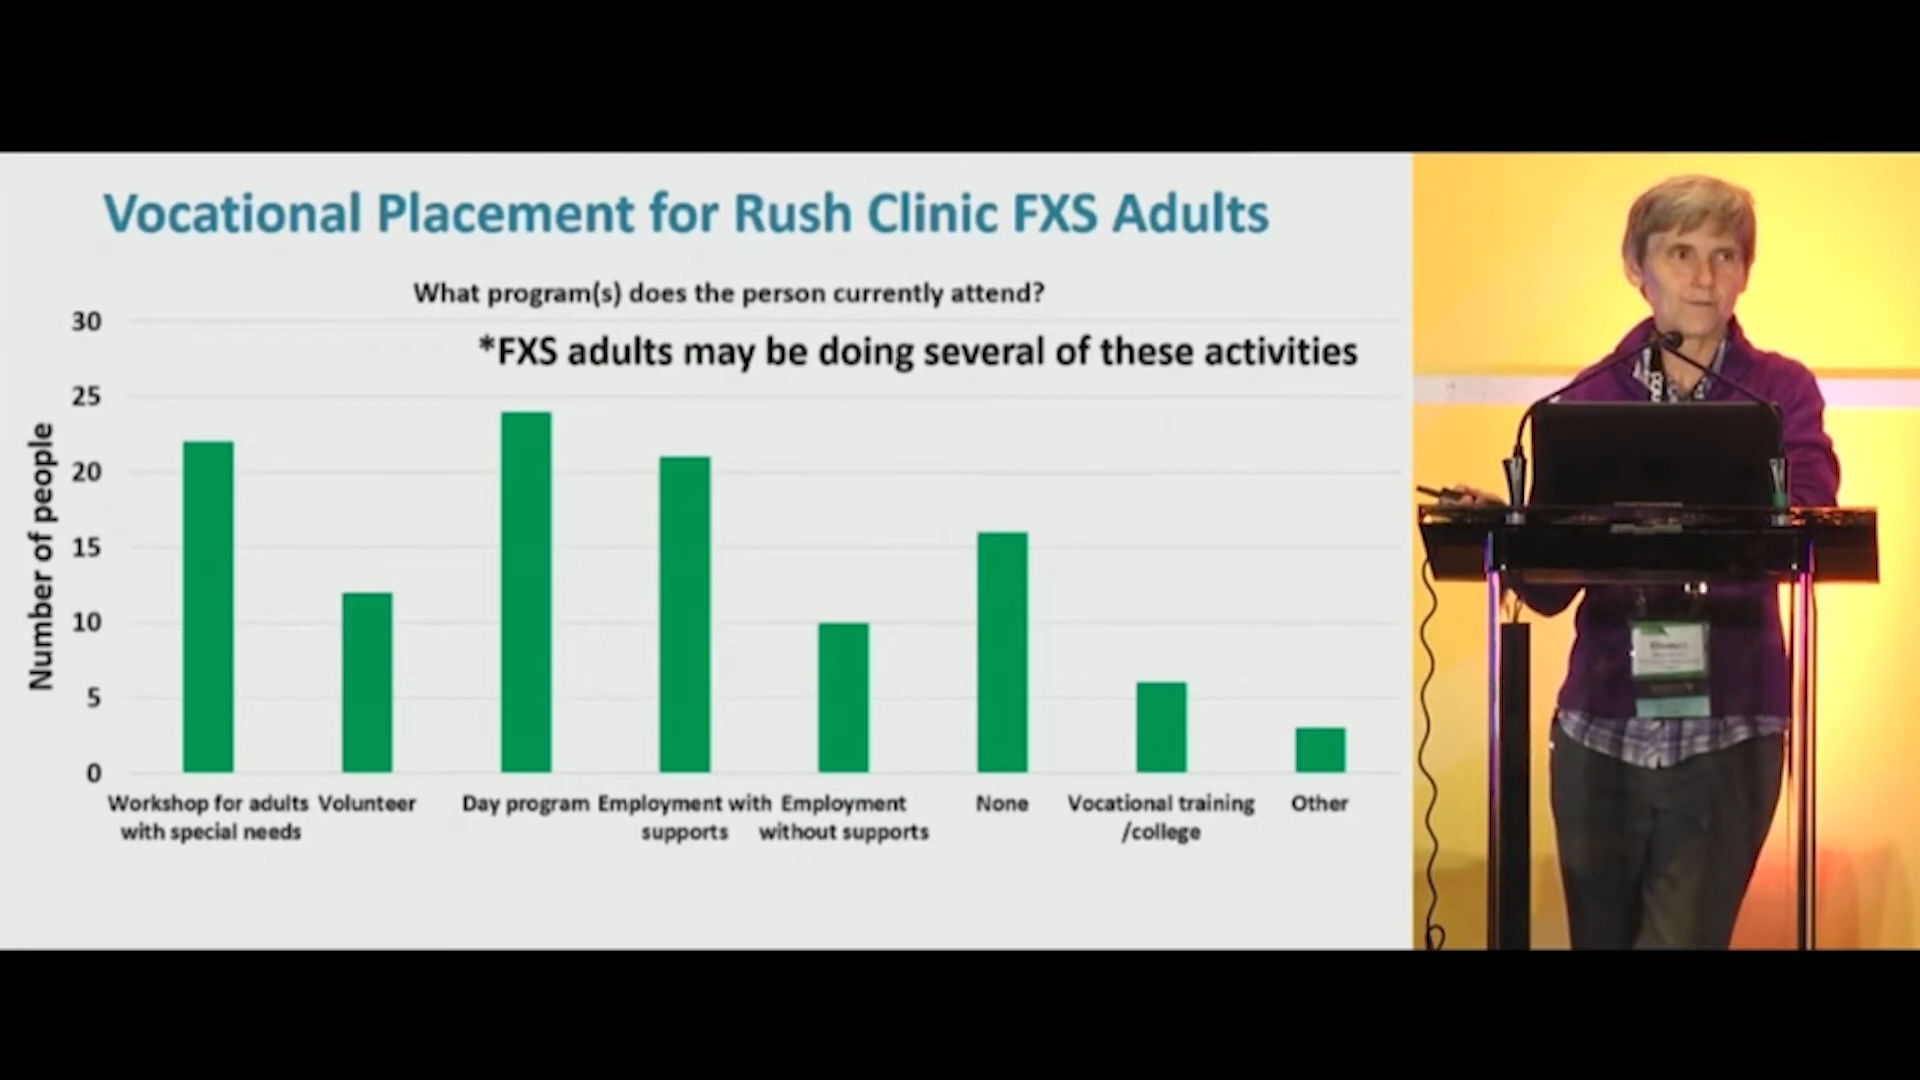 Vocational Placement for Rush Clinic FXS Adults
What program(s) does the person currently attend?
*FXS adults may be doing several of these activities
Number of people
30
25
20
15
10
5
0
Workshop for adults
with special needs
Volunteer
Day program
Employment with
supports
Employment
without supports
None
Vocational training
/college
Other